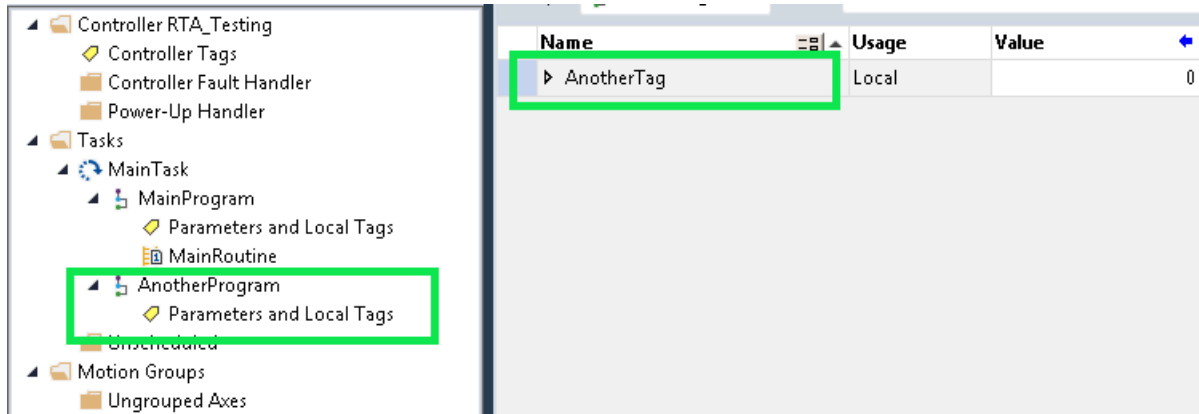 Controller RTA_Testing
Controller Tags
Controller Fault Handler
Power-Up Handler
Tasks
MainTask
MainProgram
Parameters and Local Tags
MainRoutine
AnotherProgram
Parameters and Local Tags
Unscheduled
Motion Groups
Ungrouped Axes
Name Usage Value
AnotherTag Local 0